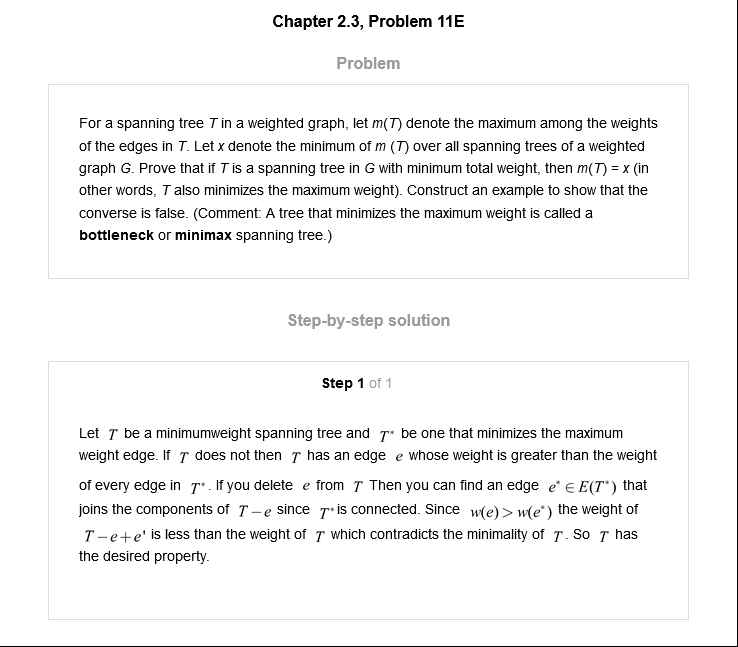 Chapter 2.3, Problem 11E
Problem
For a spanning tree T in a weighted graph, let m(T) denote the maximum among the weights
of the edges in T. Let x denote the minimum of m (T) over all spanning trees of a weighted
graph G. Prove that if T is a spanning tree in G with minimum total weight, then m(T) = x (in
other words, T also minimizes the maximum weight). Construct an example to show that the
converse is false. (Comment: A tree that minimizes the maximum weight is called a
bottleneck or minimax spanning tree.)
Step-by-step solution
Step 1 of 1
Let T be a minimumweight spanning tree and T* be one that minimizes the maximum
weight edge. If T does not then T has an edge e whose weight is greater than the weight
of every edge in T*. If you delete e from T Then you can find an edge e* ∈ E(T*) that
joins the components of T−e since T* is connected. Since w(e) > w(e*) the weight of
T−e+e' is less than the weight of T which contradicts the minimality of T. So T has
the desired property.